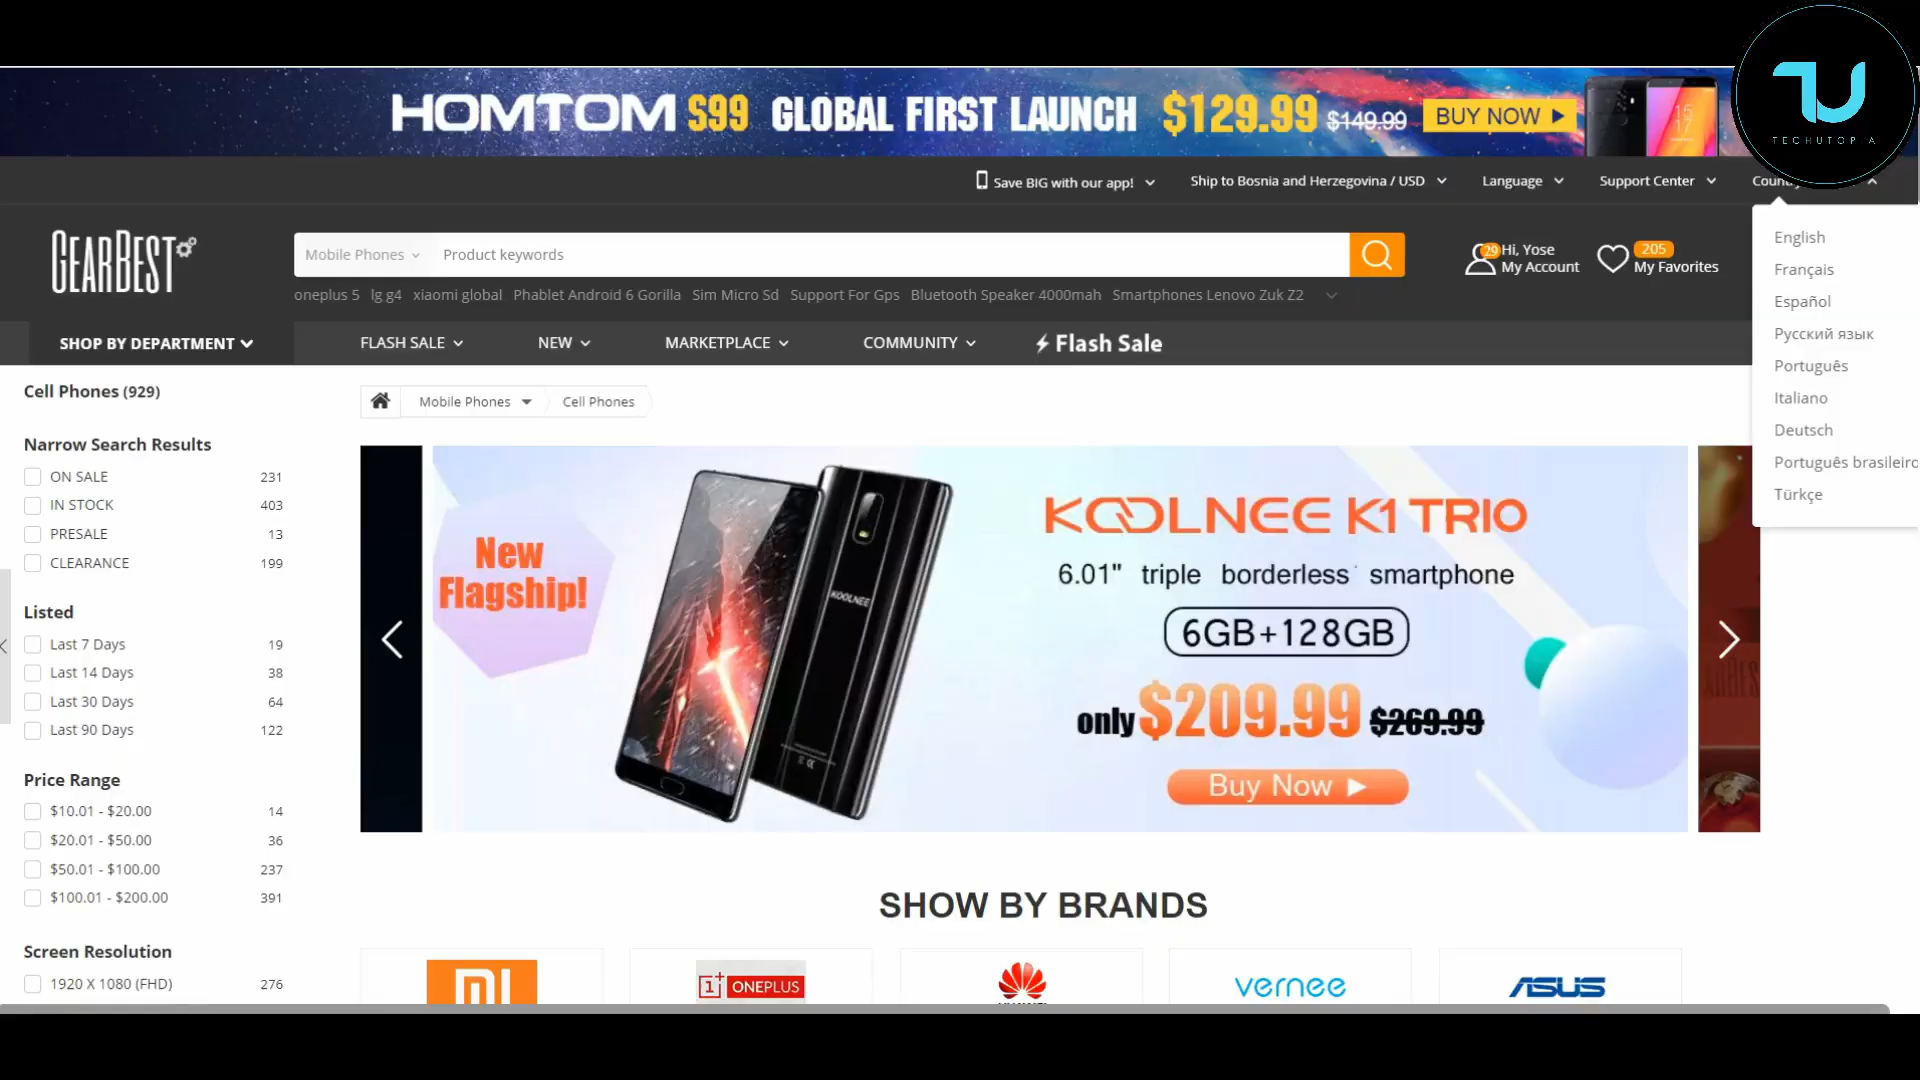 HOMTOM S99 GLOBAL FIRST LAUNCH $129.99 $149.99 BUY NOW
TECHUTOPIA
Save BIG with our app! Ship to Bosnia and Herzegovina / USD Language Support Center
GEARBEST
Mobile Phones Product keywords
29 Hi, Yose
My Account
205
My Favorites
oneplus 5 lg g4 xiaomi global Phablet Android 6 Gorilla Sim Micro Sd Support For Gps Bluetooth Speaker 4000mah Smartphones Lenovo Zuk Z2
SHOP BY DEPARTMENT FLASH SALE NEW MARKETPLACE COMMUNITY Flash Sale
English
Français
Español
Русский язык
Português
Italiano
Deutsch
Português brasileiro
Türkçe
Cell Phones (929)
Narrow Search Results
ON SALE 231
IN STOCK 403
PRESALE 13
CLEARANCE 199
Listed
Last 7 Days 19
Last 14 Days 38
Last 30 Days 64
Last 90 Days 122
Price Range
$10.01 - $20.00 14
$20.01 - $50.00 36
$50.01 - $100.00 237
$100.01 - $200.00 391
Screen Resolution
1920 X 1080 (FHD) 276
Mobile Phones Cell Phones
New
Flagship!
KOOLNEE
KOOLNEE K1 TRIO
6.01" triple borderless smartphone
6GB+128GB
only $209.99 $269.99
Buy Now
SHOW BY BRANDS
MI
1+ ONEPLUS
vernee
ASUS